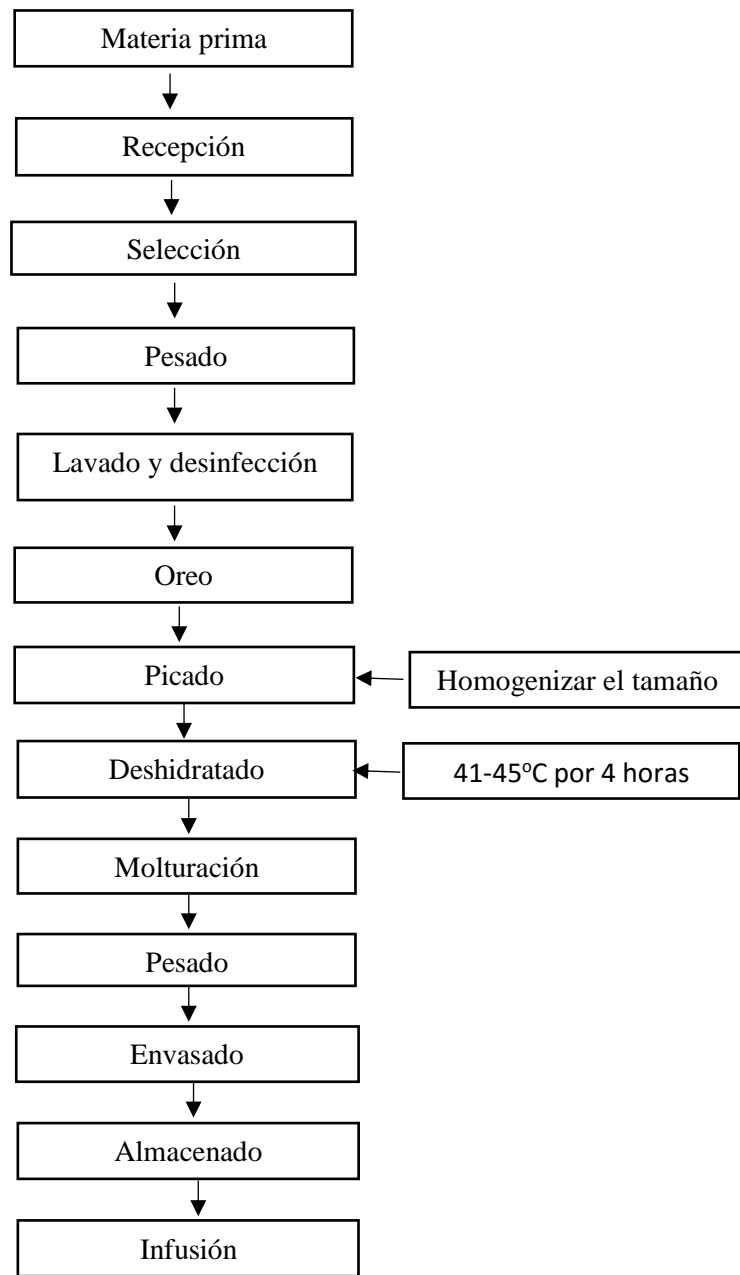 Materia prima
Recepción
Selección
Pesado
Lavado y desinfección
Oreo
Picado
Homogenizar el tamaño
Deshidratado
41-45°C por 4 horas
Molturación
Pesado
Envasado
Almacenado
Infusión